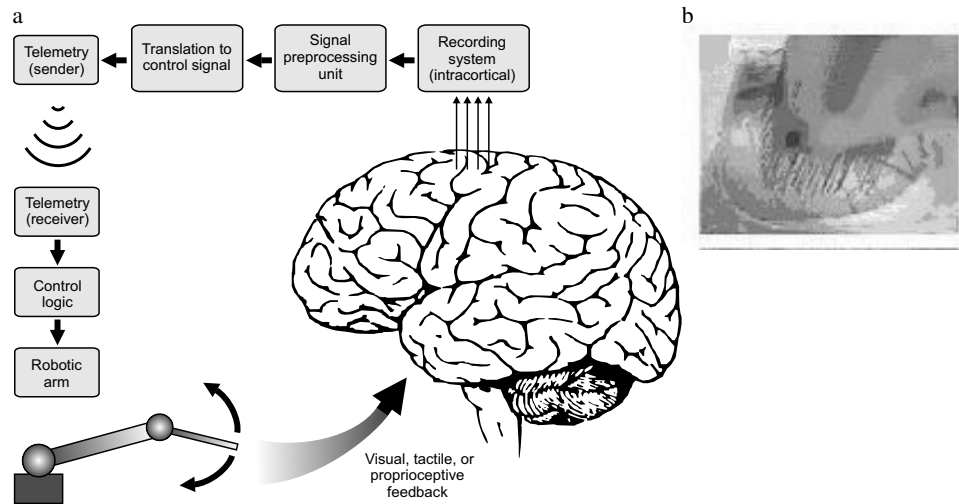 a
Telemetry
(sender)
Translation to
control signal
Signal
preprocessing
unit
Recording
system
(intracortical)
Telemetry
(receiver)
Control
logic
Robotic
arm
Visual, tactile, or
proprioceptive
feedback
b